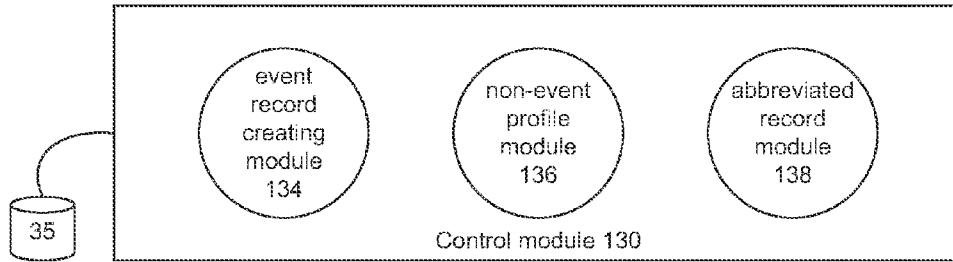 event
record
creating
module
134
non-event
profile
module
136
abbreviated
record
module
138
35
Control module 130